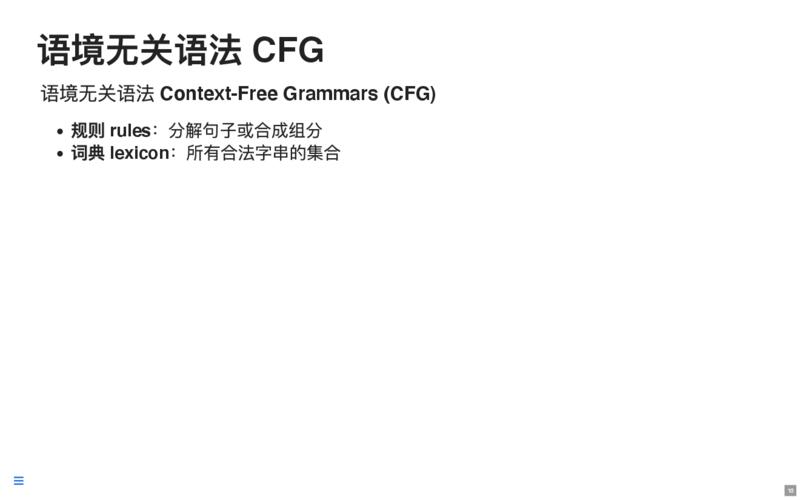 语境无关语法 CFG
语境无关语法 Context-Free Grammars (CFG)
规则 rules：分解句子或合成组分
词典 lexicon：所有合法字串的集合